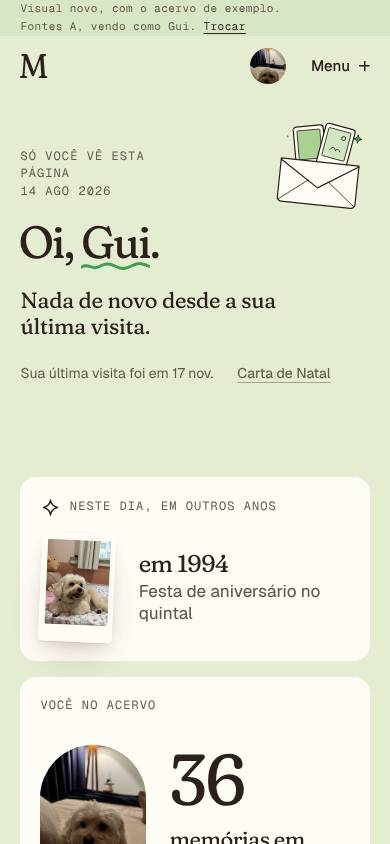 Visual novo, com o acervo de exemplo.
Fontes A, vendo como Gui. Trocar
M
Menu +
SÓ VOCÊ VÊ ESTA
PÁGINA
14 AGO 2026
Oi, Gui.
Nada de novo desde a sua
última visita.
Sua última visita foi em 17 nov. Carta de Natal
NESTE DIA, EM OUTROS ANOS
em 1994
Festa de aniversário no
quintal
VOCÊ NO ACERVO
36
memórias em